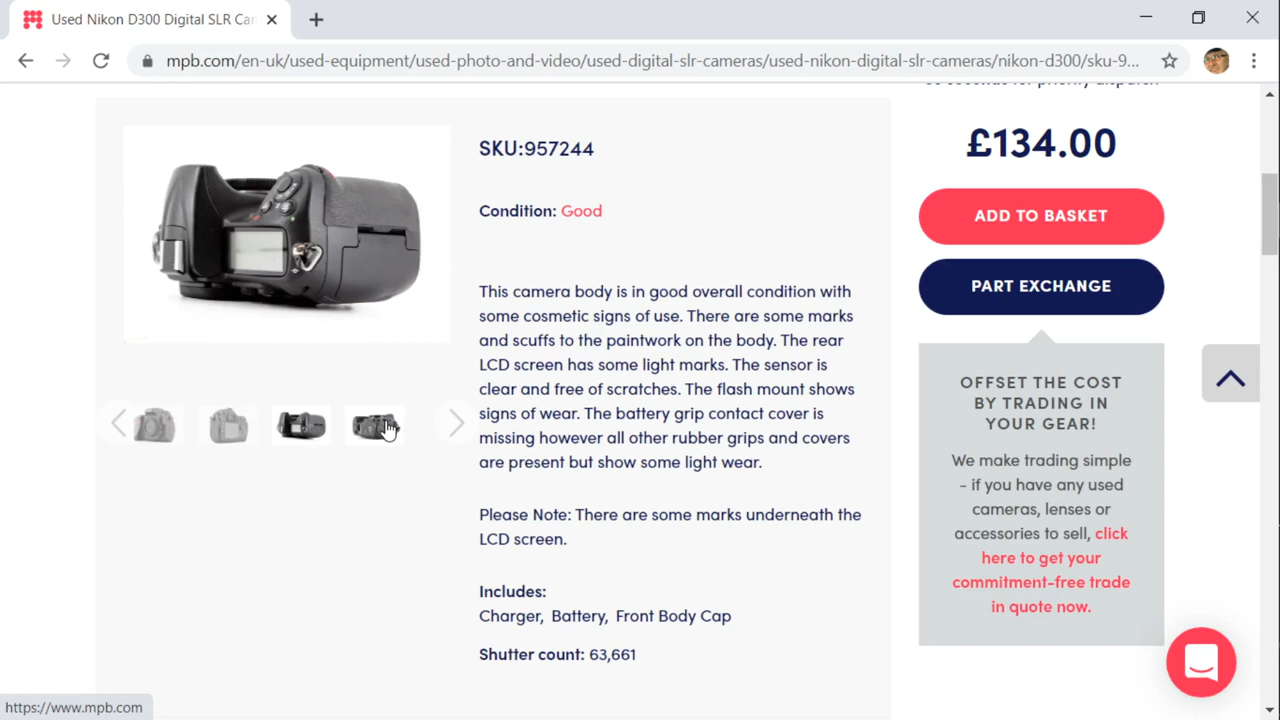 Used Nikon D300 Digital SLR Ca
mpb.com/en-uk/used-equipment/used-photo-and-video/used-digital-slr-cameras/used-nikon-digital-slr-cameras/nikon-d300/sku-9...
£134.00
SKU:957244
ADD TO BASKET
Condition: Good
PART EXCHANGE
This camera body is in good overall condition with
some cosmetic signs of use. There are some marks
and scuffs to the paintwork on the body. The rear
LCD screen has some light marks. The sensor is
clear and free of scratches. The flash mount shows
signs of wear. The battery grip contact cover is
missing however all other rubber grips and covers
are present but show some light wear.
Please Note: There are some marks underneath the
LCD screen.
Includes:
Charger, Battery, Front Body Cap
Shutter count: 63,661
OFFSET THE COST
BY TRADING IN
YOUR GEAR!
We make trading simple
- if you have any used
cameras, lenses or
accessories to sell, click
here to get your
commitment-free trade
in quote now.
https://www.mpb.com